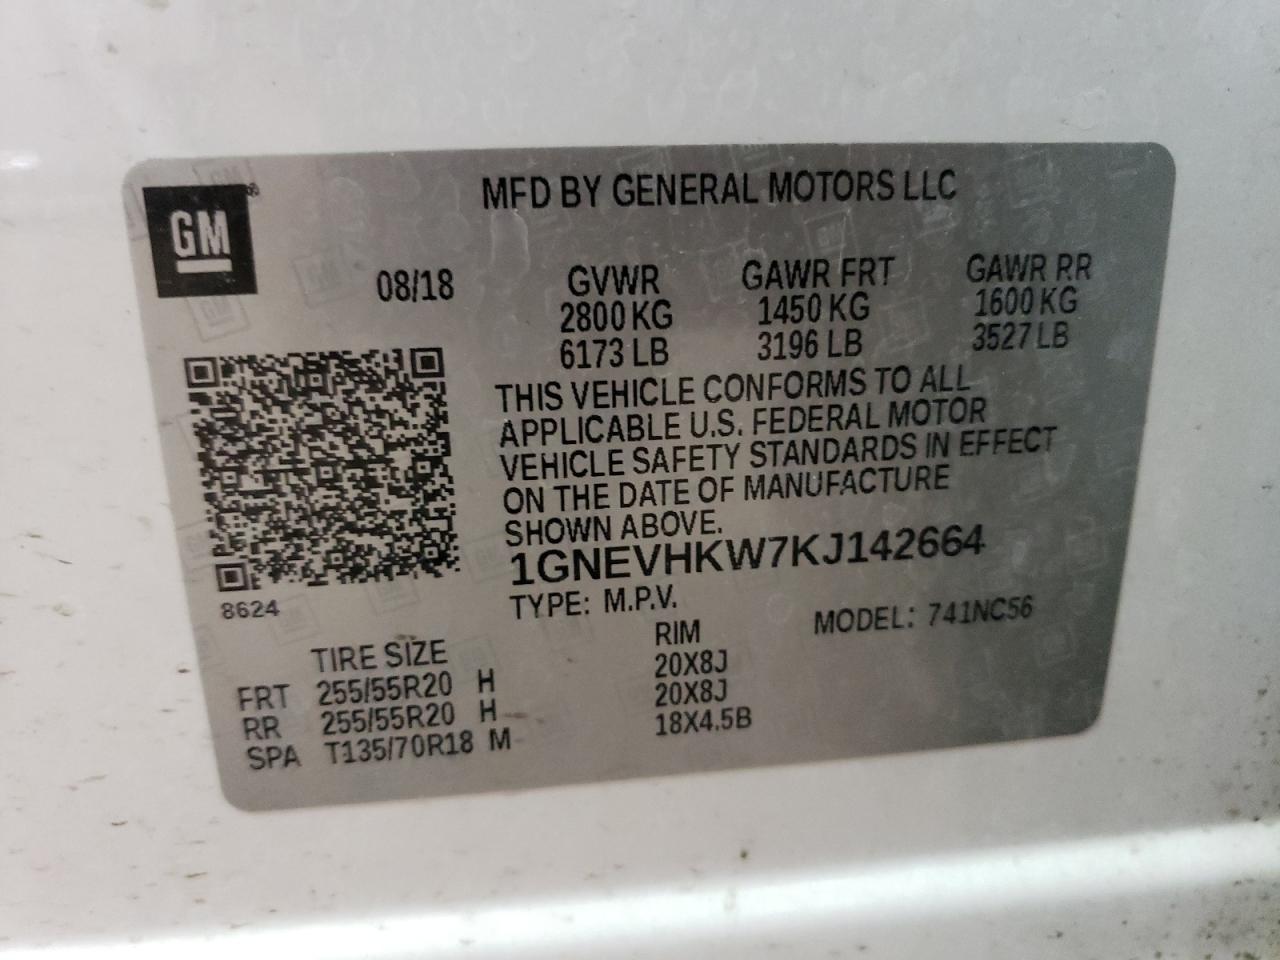 GM®
MFD BY GENERAL MOTORS LLC
08/18 GVWR GAWR FRT GAWR RR
2800 KG 1450 KG 1600 KG
6173 LB 3196 LB 3527 LB
THIS VEHICLE CONFORMS TO ALL
APPLICABLE U.S. FEDERAL MOTOR
VEHICLE SAFETY STANDARDS IN EFFECT
ON THE DATE OF MANUFACTURE
SHOWN ABOVE.
1GNEVHKW7KJ142664
8624
TYPE: M.P.V. MODEL: 741NC56
TIRE SIZE RIM
FRT 255/55R20 H 20X8J
RR 255/55R20 H 20X8J
SPA T135/70R18 M 18X4.5B